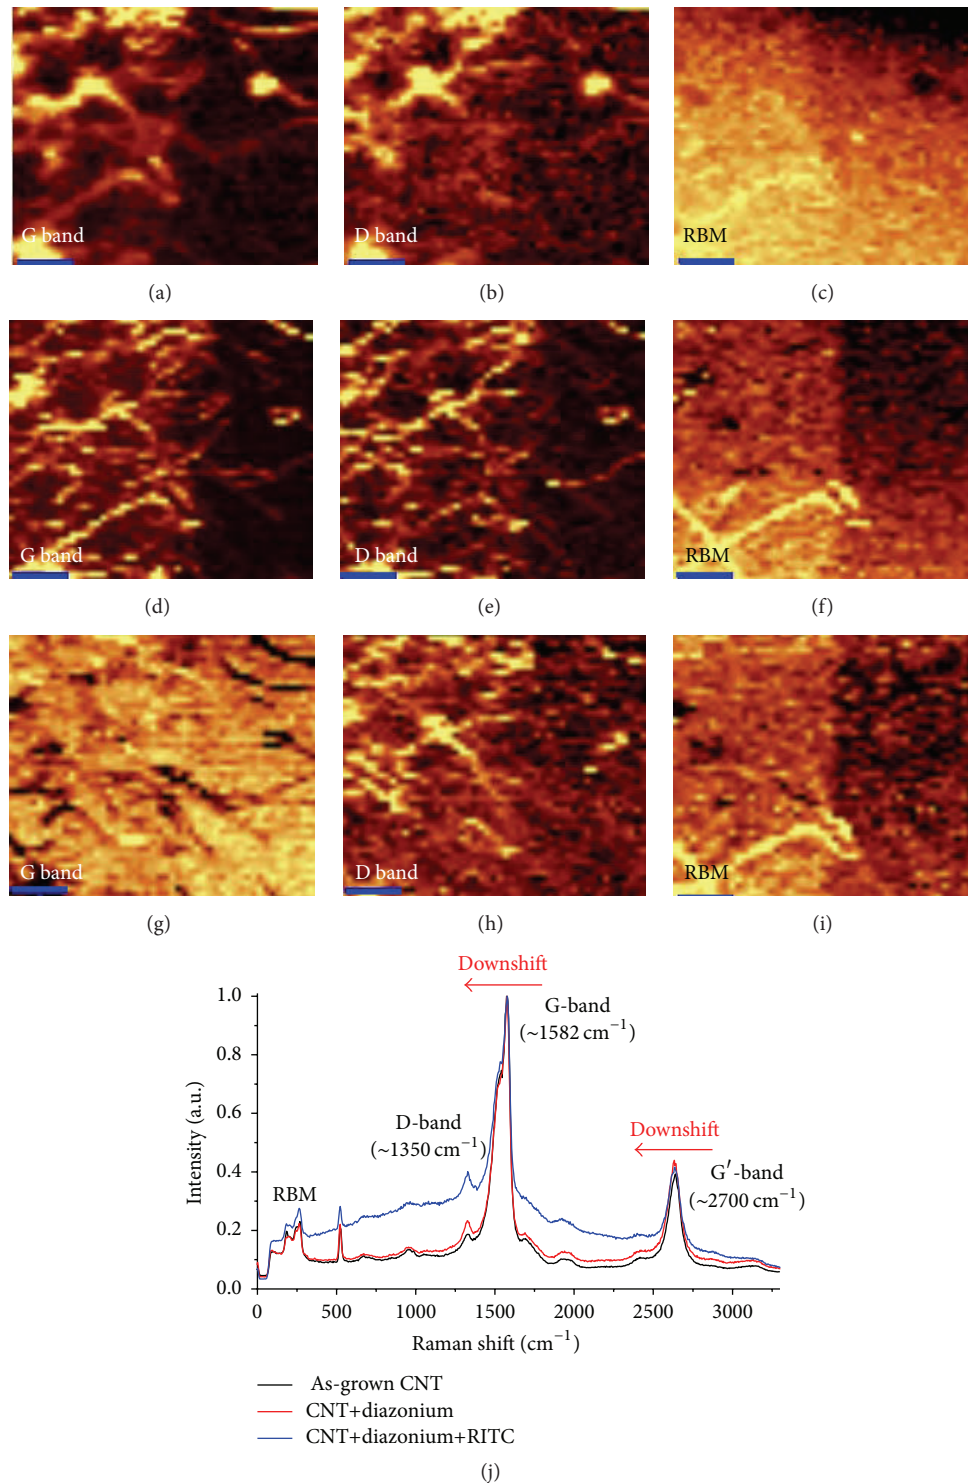 G band
D band
RBM
(a)
(b)
(c)
G band
D band
RBM
(d)
(e)
(f)
G band
D band
RBM
(g)
(h)
(i)
Downshift
1.0
G-band
(~1582 cm⁻¹)
0.8
0.6
D-band
(~1350 cm⁻¹)
Downshift
0.4
G′-band
(~2700 cm⁻¹)
RBM
0.2
0.0
Intensity (a.u.)
0
500
1000
1500
2000
2500
3000
Raman shift (cm⁻¹)
As-grown CNT
CNT+diazonium
CNT+diazonium+RITC
(j)